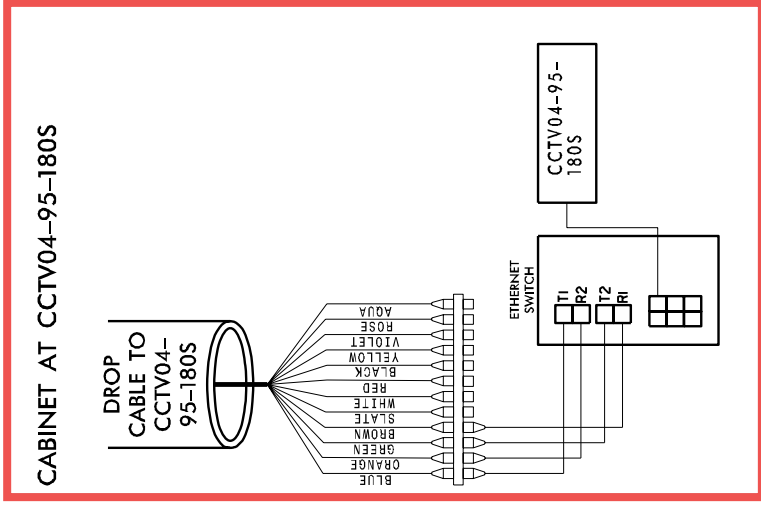 CABINET AT CCTV04-95-180S
DROP
CABLE TO
CCTV04-
95-180S
AQUA
ROSE
VIOLET
YELLOW
BLACK
RED
WHITE
SLATE
BROWN
GREEN
ORANGE
BLUE
ETHERNET
SWITCH
T1
R2
T2
R1
CCTV04-95-
180S